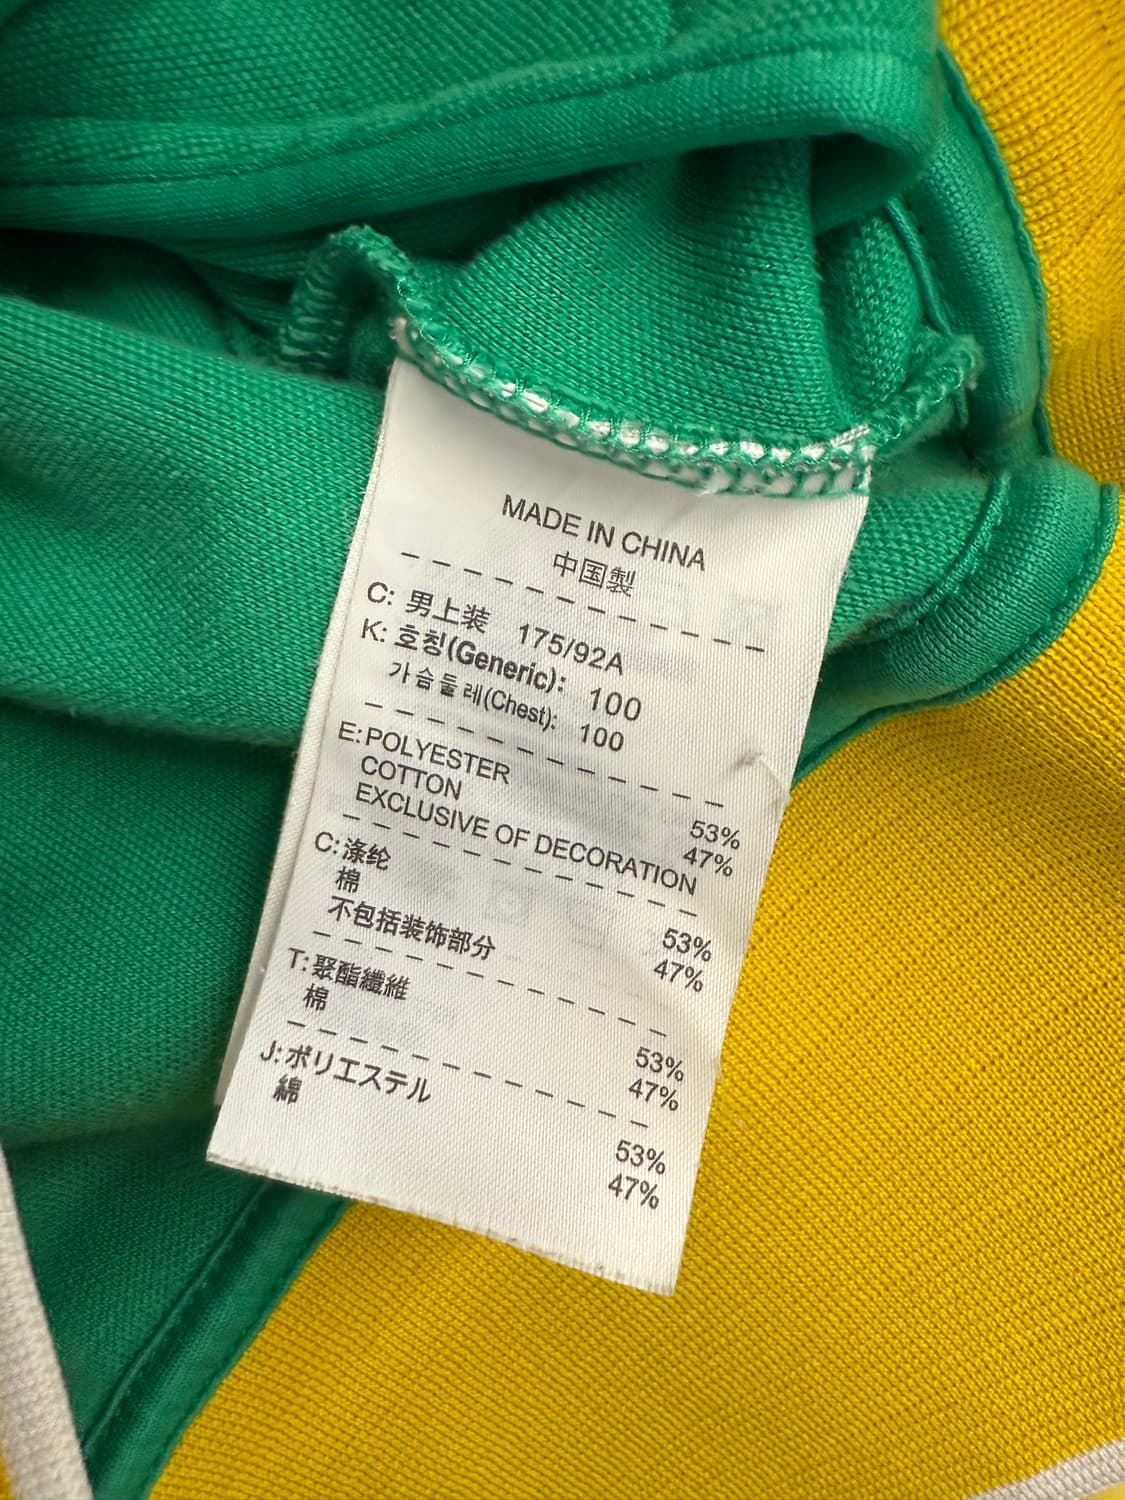 MADE IN CHINA
中国製
C: 男上装 175/92A
K: 호칭(Generic): 100
가슴둘레(Chest): 100
E: POLYESTER 53%
COTTON 47%
EXCLUSIVE OF DECORATION
C: 涤纶 53%
棉 47%
不包括装饰部分
T: 聚酯纖維 53%
棉 47%
J: ポリエステル 53%
綿 47%